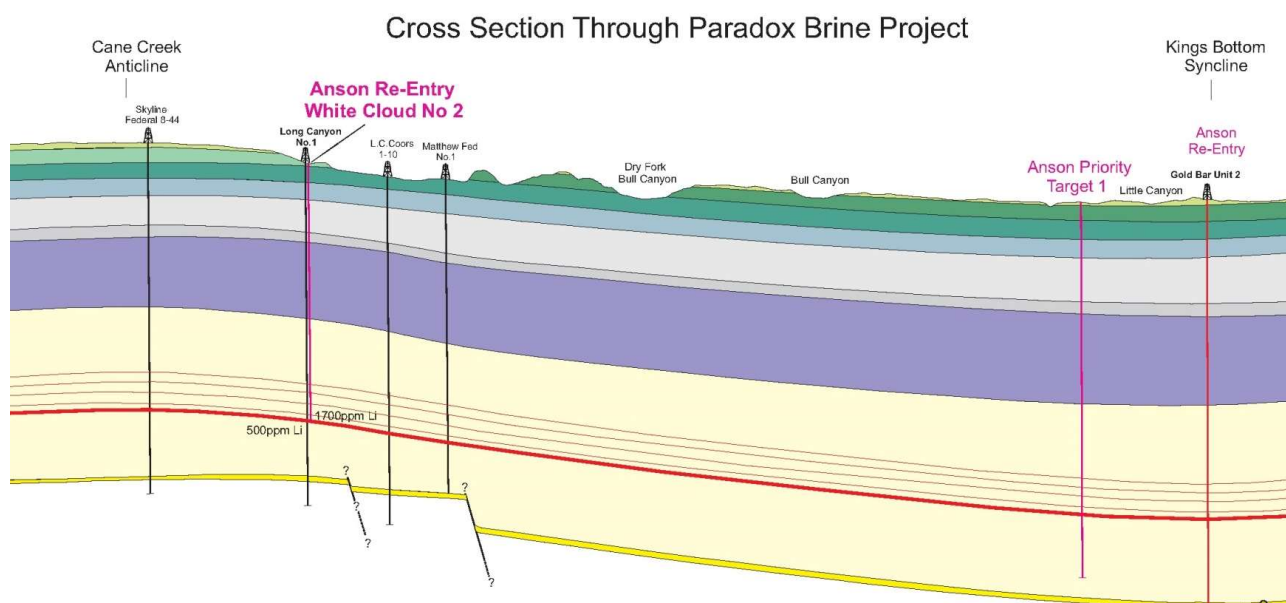 Cross Section Through Paradox Brine Project
Cane Creek
Anticline
Kings Bottom
Syncline
Skyline
Federal 8-44
Anson Re-Entry
White Cloud No 2
Long Canyon
No.1
L.C.Coors
1-10
Matthew Fed
No.1
Dry Fork
Bull Canyon
Bull Canyon
Anson Priority
Target 1
Little Canyon
Anson
Re-Entry
Gold Bar Unit 2
1700ppm Li
500ppm Li
?
?
?
?
?